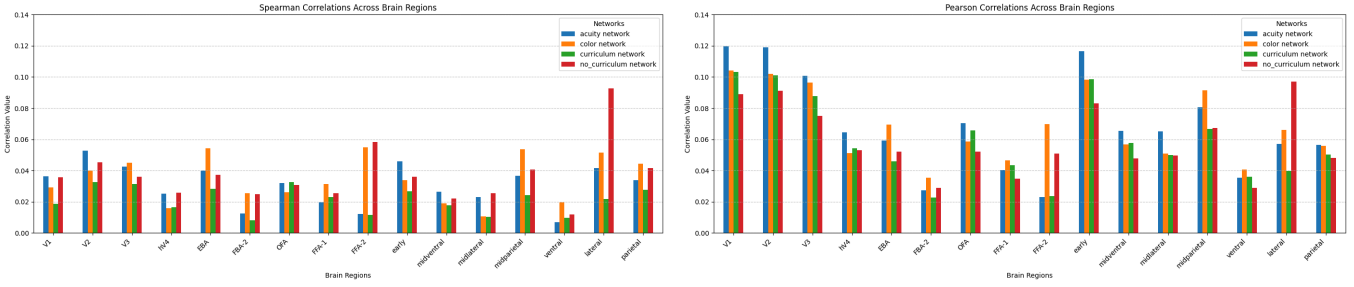 Spearman Correlations Across Brain Regions
Networks
acuity network
color network
curriculum network
no_curriculum network
0.14
0.12
0.10
0.08
0.06
0.04
0.02
0.00
Correlation Value
V1
V2
V3
hV4
EBA
FBA-2
OFA
FFA-1
FFA-2
early
midventral
midlateral
midparietal
ventral
lateral
parietal
Brain Regions
Pearson Correlations Across Brain Regions
Networks
acuity network
color network
curriculum network
no_curriculum network
0.14
0.12
0.10
0.08
0.06
0.04
0.02
0.00
Correlation Value
V1
V2
V3
hV4
EBA
FBA-2
OFA
FFA-1
FFA-2
early
midventral
midlateral
midparietal
ventral
lateral
parietal
Brain Regions